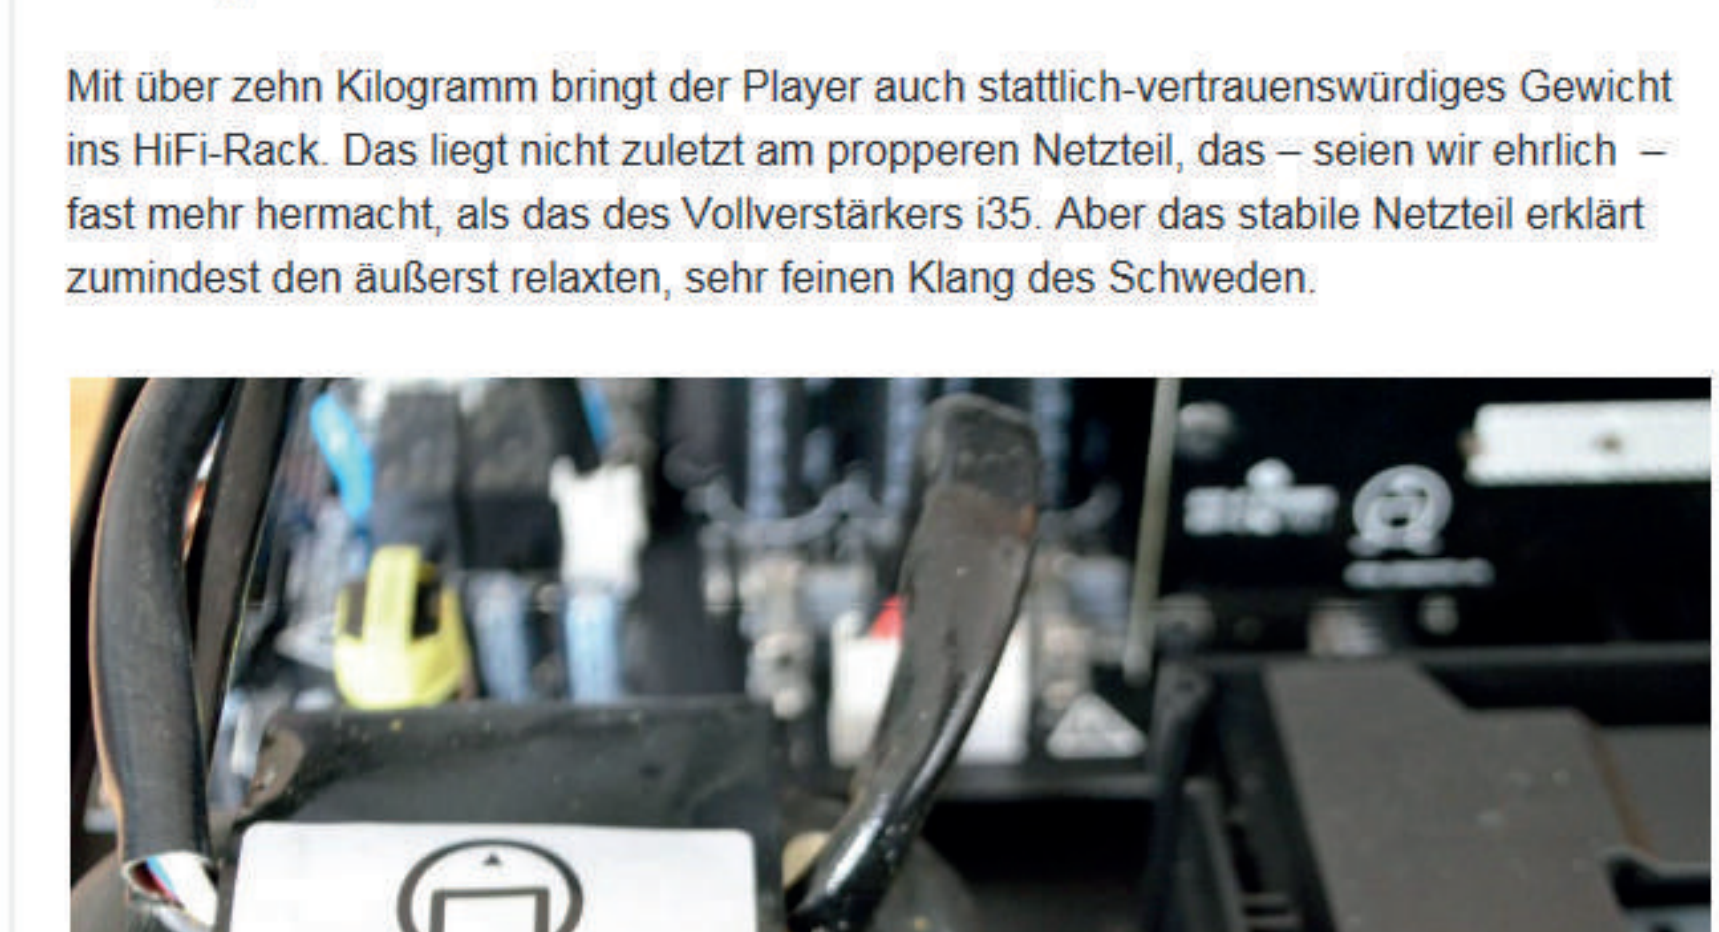 Mit über zehn Kilogramm bringt der Player auch stattlich-vertrauenswürdiges Gewicht
ins HiFi-Rack. Das liegt nicht zuletzt am propperen Netzteil, das – seien wir ehrlich  –
fast mehr hermacht, als das des Vollverstärkers i35. Aber das stabile Netzteil erklärt
zumindest den äußerst relaxten, sehr feinen Klang des Schweden.